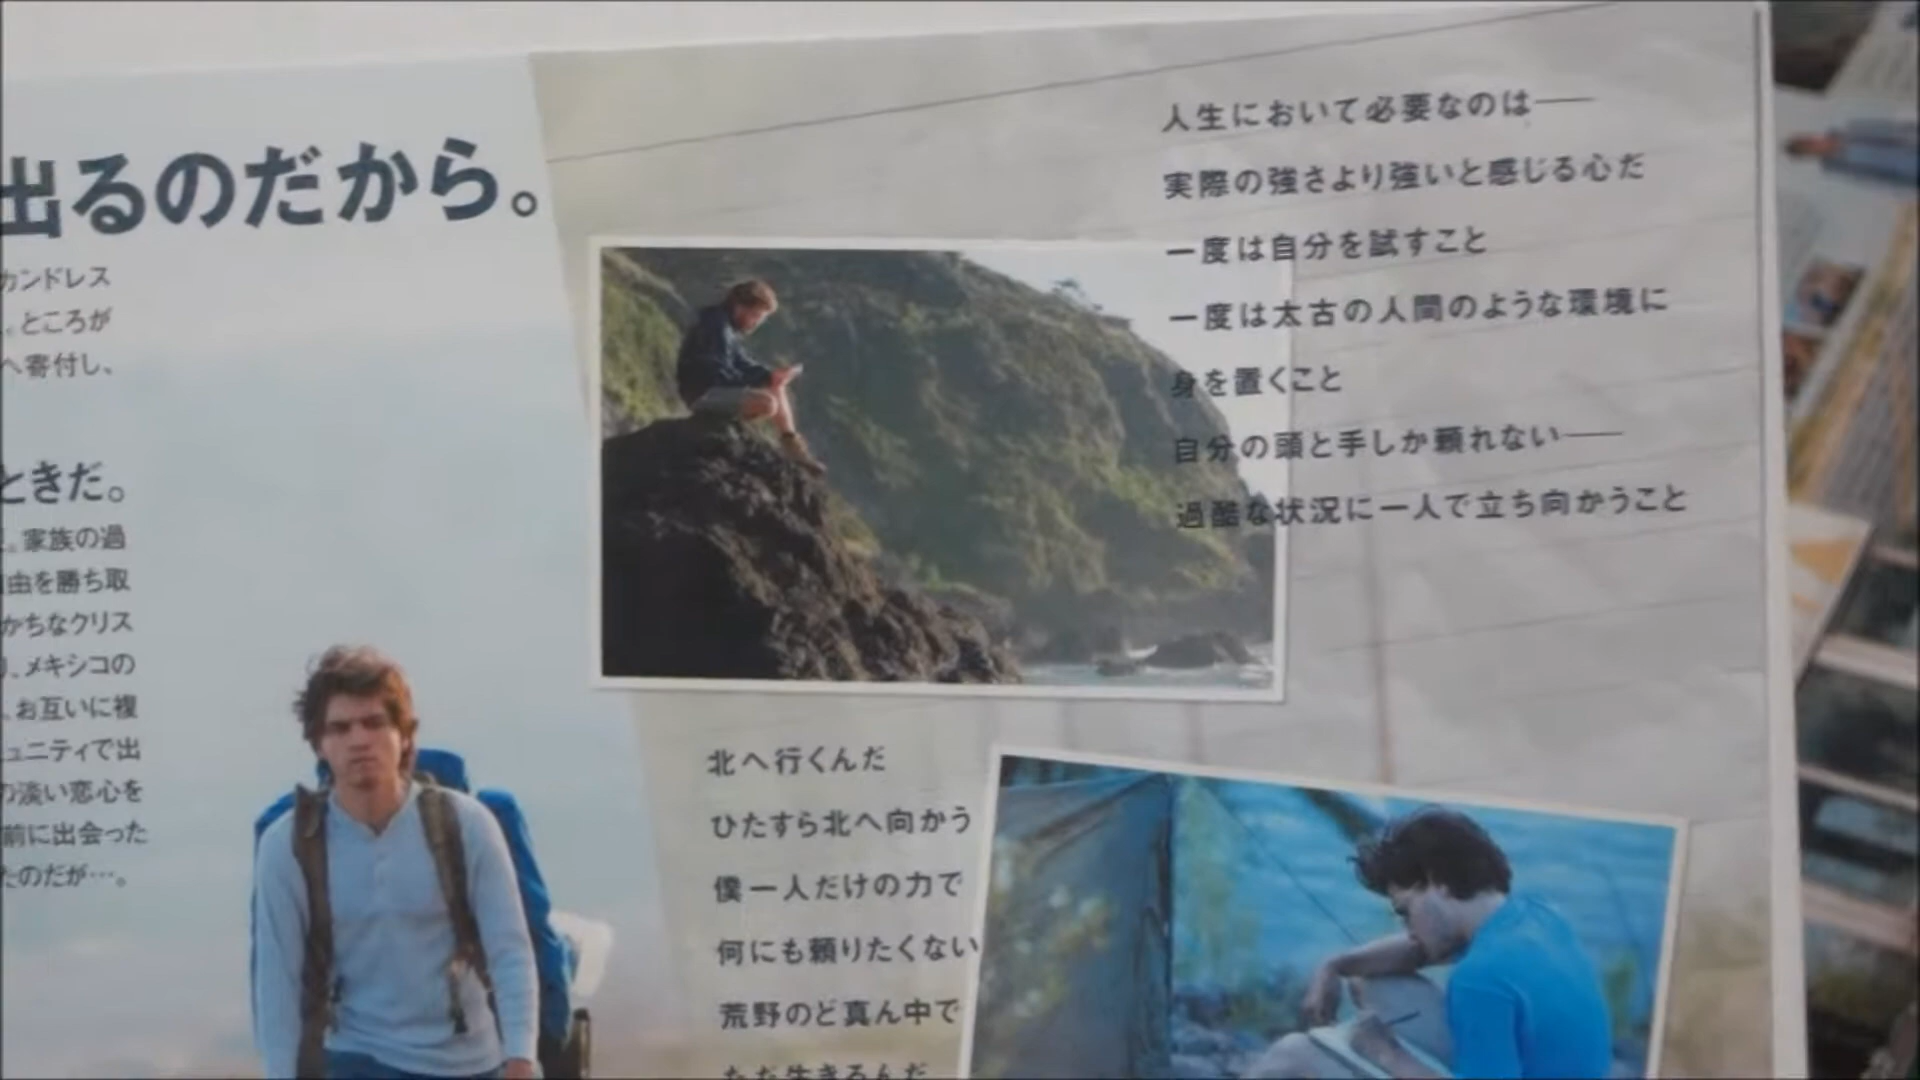 出るのだから。
カンドレス
。ところが
へ寄付し、
ときだ。
。家族の過
由を勝ち取
かちなクリス
、メキシコの
、お互いに複
ュニティで出
の淡い恋心を
前に出会った
たのだが…。
人生において必要なのは──
実際の強さより強いと感じる心だ
一度は自分を試すこと
一度は太古の人間のような環境に
身を置くこと
自分の頭と手しか頼れない──
過酷な状況に一人で立ち向かうこと
北へ行くんだ
ひたすら北へ向かう
僕一人だけの力で
何にも頼りたくない
荒野のど真ん中で
ただ生きるんだ